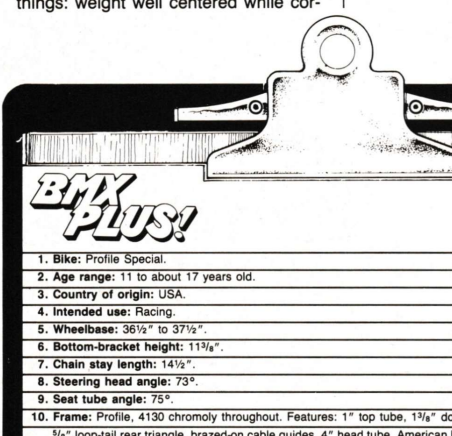 things: weight well centered while cor-
BMX
PLUS!
1. Bike: Profile Special.
2. Age range: 11 to about 17 years old.
3. Country of origin: USA.
4. Intended use: Racing.
5. Wheelbase: 36½" to 37½".
6. Bottom-bracket height: 11³/₈".
7. Chain stay length: 14½".
8. Steering head angle: 73°.
9. Seat tube angle: 75°.
10. Frame: Profile, 4130 chromoly throughout. Features: 1" top tube, 1³/₈"
⁵/₈" loop-tail rear triangle, brazed-on cable guides, 4" head tube, American